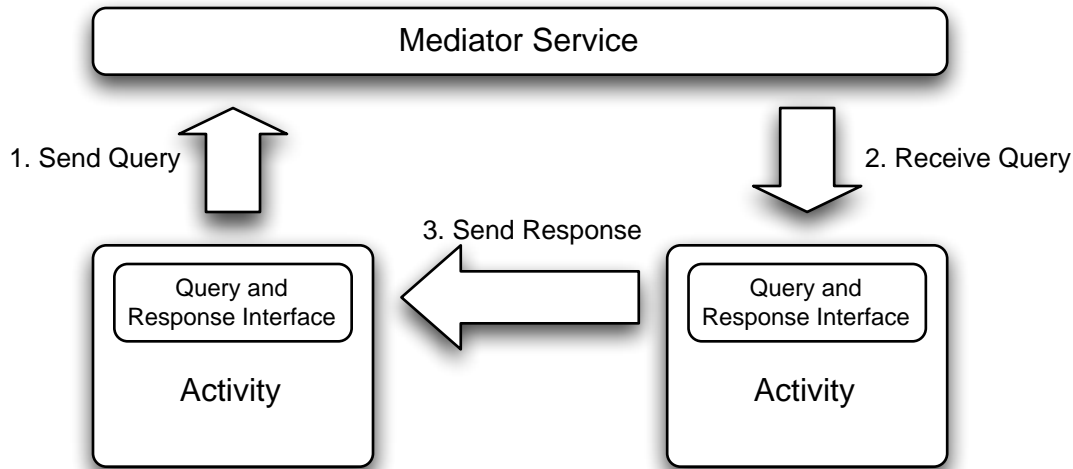 Mediator Service
1. Send Query
2. Receive Query
3. Send Response
Query and
Response Interface
Activity
Query and
Response Interface
Activity